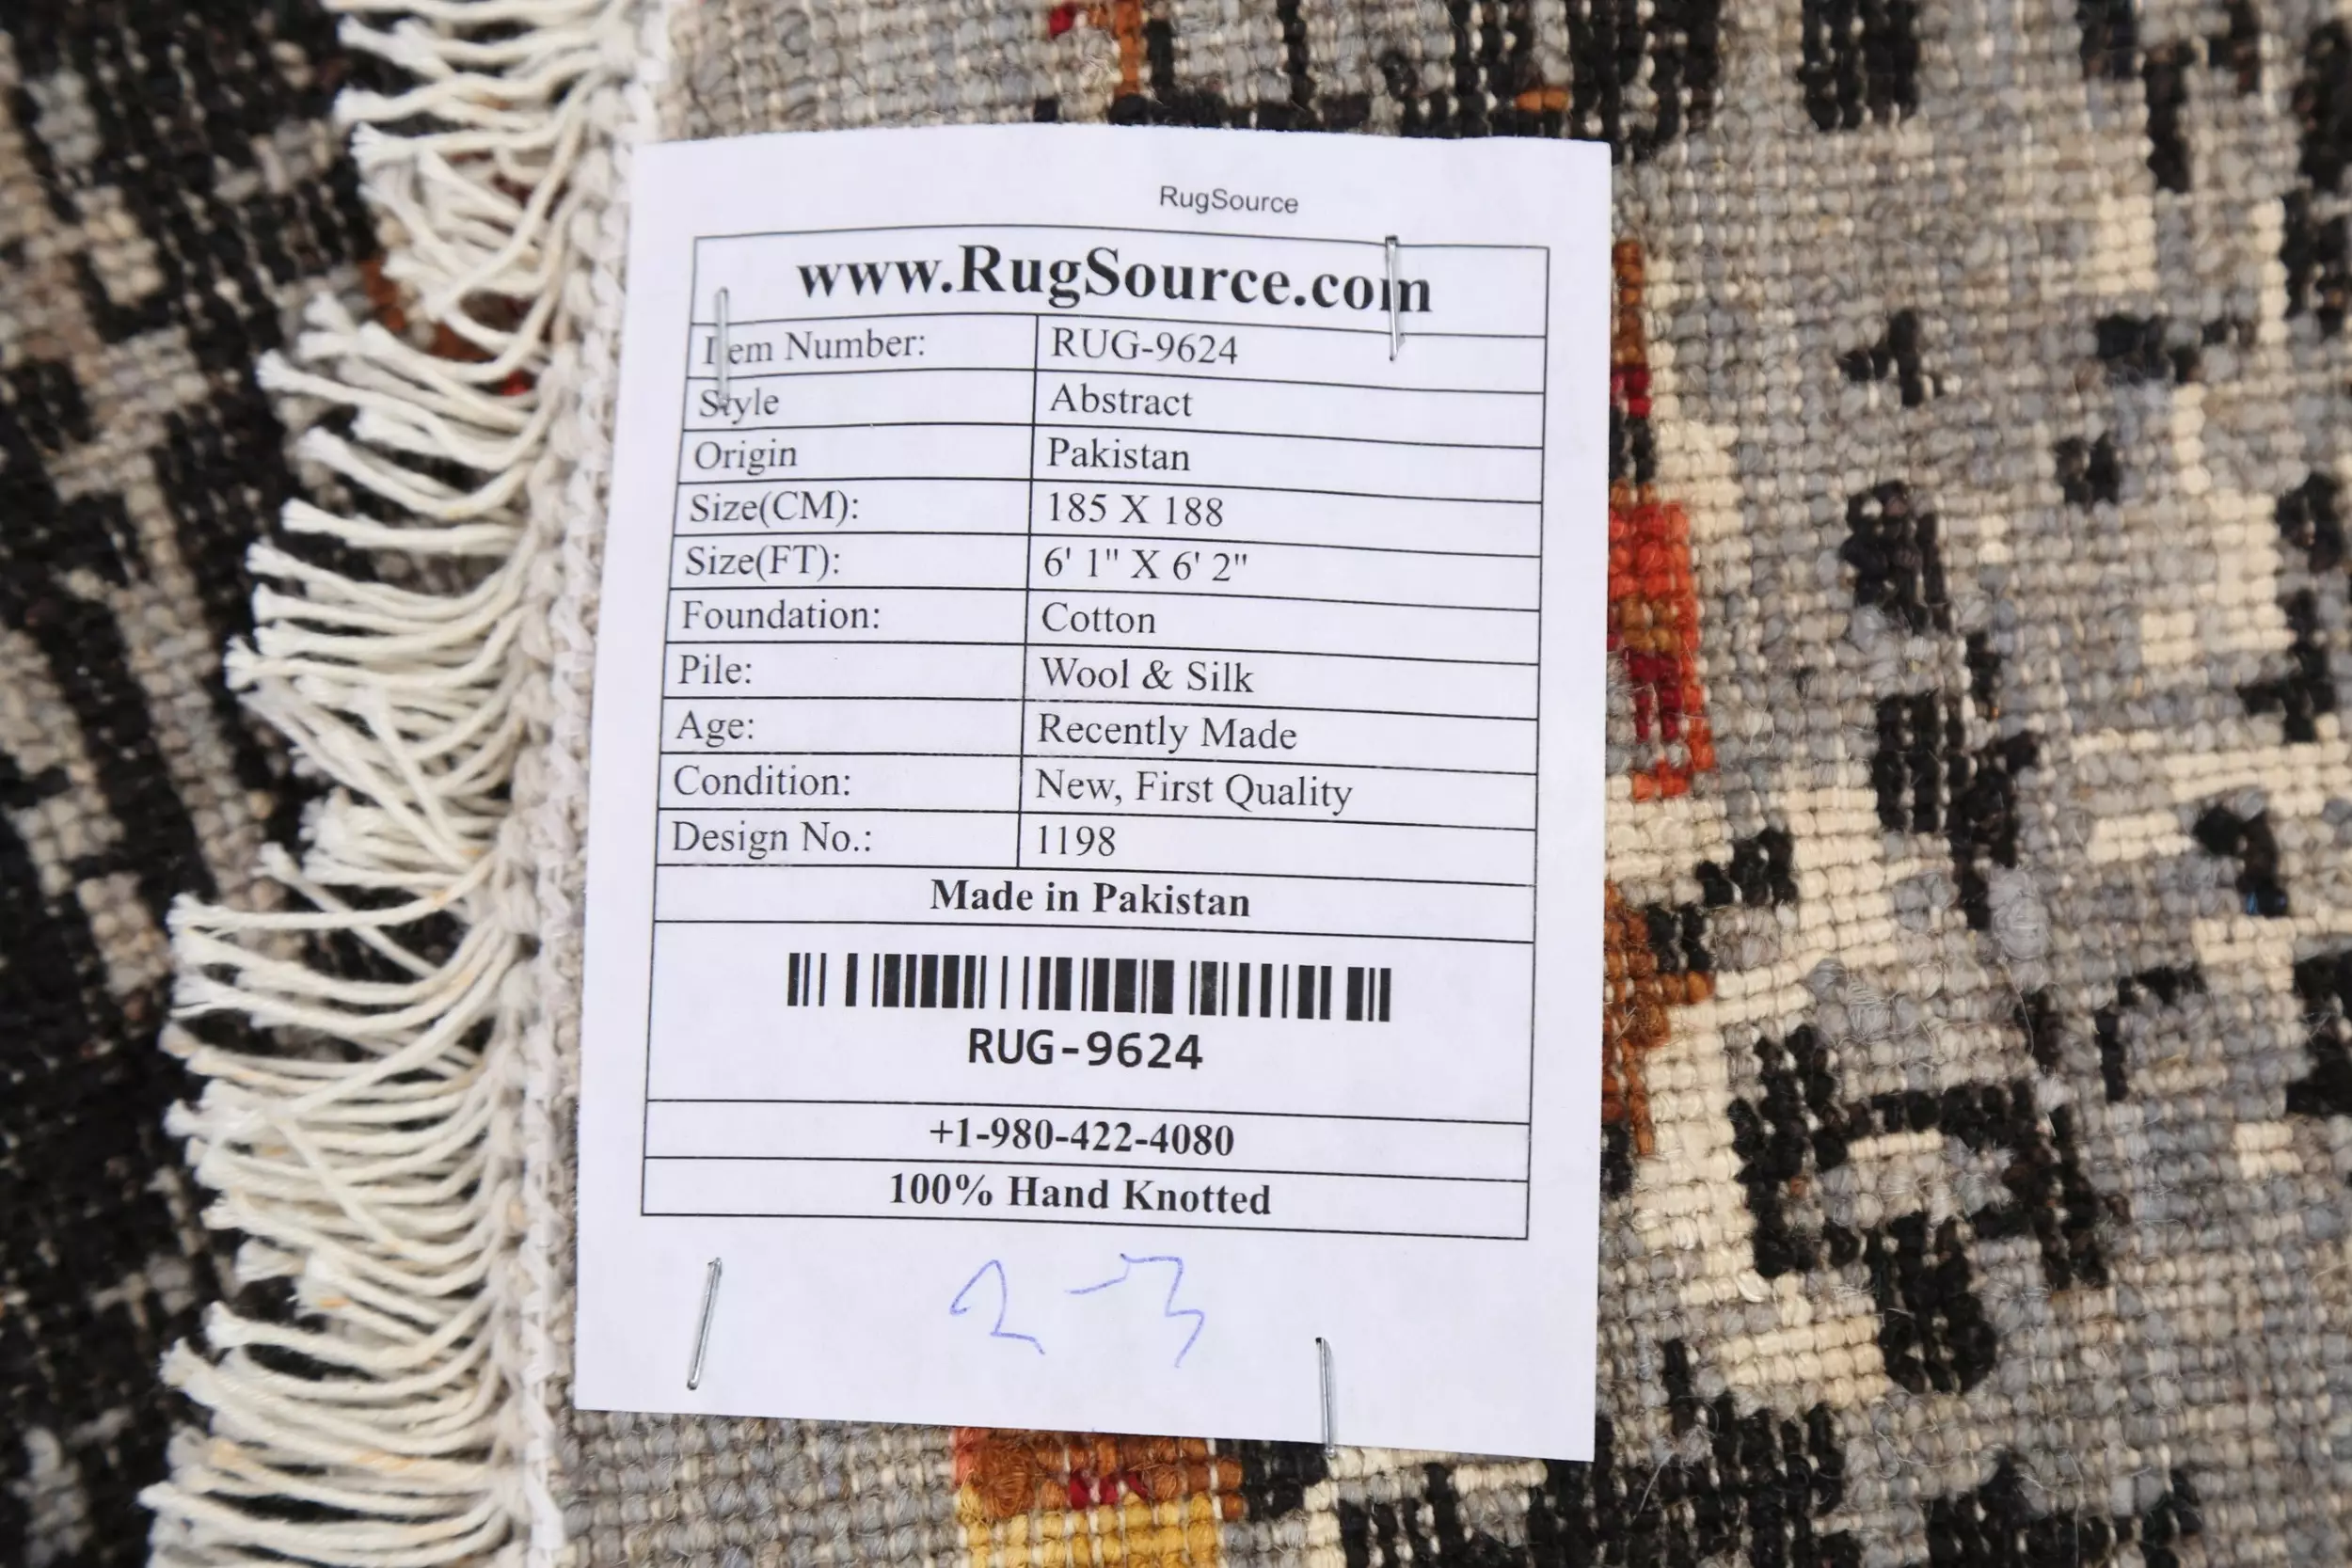 RugSource
www.RugSource.com
Item Number: RUG-9624
Style Abstract
Origin Pakistan
Size(CM): 185 X 188
Size(FT): 6' 1" X 6' 2"
Foundation: Cotton
Pile: Wool & Silk
Age: Recently Made
Condition: New, First Quality
Design No.: 1198
Made in Pakistan
RUG-9624
+1-980-422-4080
100% Hand Knotted
2-3